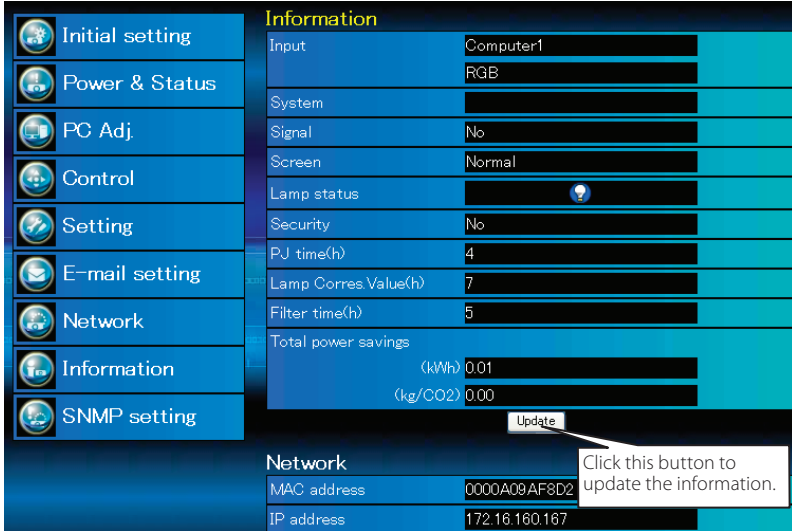 Initial setting
Power & Status
PC Adj.
Control
Setting
E-mail setting
Network
Information
SNMP setting
Information
Input Computer1
RGB
System
Signal No
Screen Normal
Lamp status
Security No
PJ time(h) 4
Lamp Corres.Value(h) 7
Filter time(h) 5
Total power savings
(kWh) 0.01
(kg/CO2) 0.00
Update
Click this button to
update the information.
Network
MAC address 0000A09AF8D2
IP address 172.16.160.167